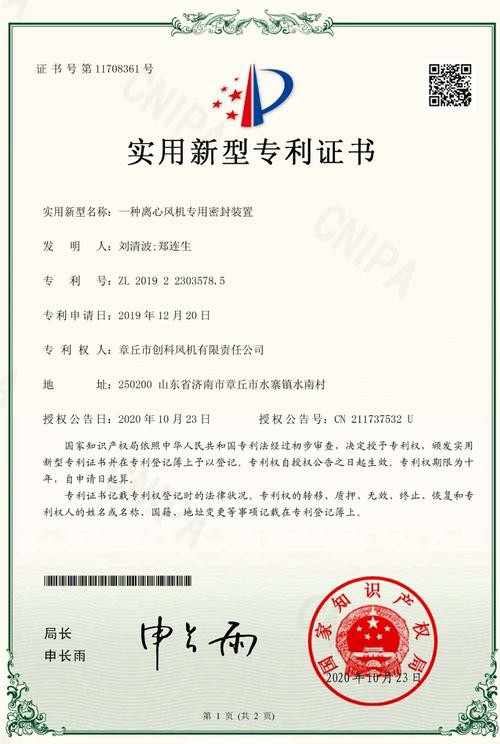 证书号第11708361号
实用新型专利证书
实用新型名称：一种离心风机专用密封装置
发明人：刘清波;郑连生
专利号：ZL 2019 2 2303578.5
专利申请日：2019年12月20日
专利权人：章丘市创科风机有限责任公司
地址：250200 山东省济南市章丘市水寨镇水南村
授权公告日：2020年10月23日 授权公告号：CN 211737532 U
国家知识产权局依照中华人民共和国专利法经过初步审查，决定授予专利权，颁发实用
新型专利证书并在专利登记簿上予以登记。专利权自授权公告之日起生效。专利权期限为十
年，自申请日起算。
专利证书记载专利权登记时的法律状况。专利权的转移、质押、无效、终止、恢复和专
利权人的姓名或名称、国籍、地址变更等事项记载在专利登记簿上。
局长
申长雨
申长雨
国家知识产权局
2020年10月23日
第 1 页 (共 2 页)
CNIPA
CNIPA
CNIPA